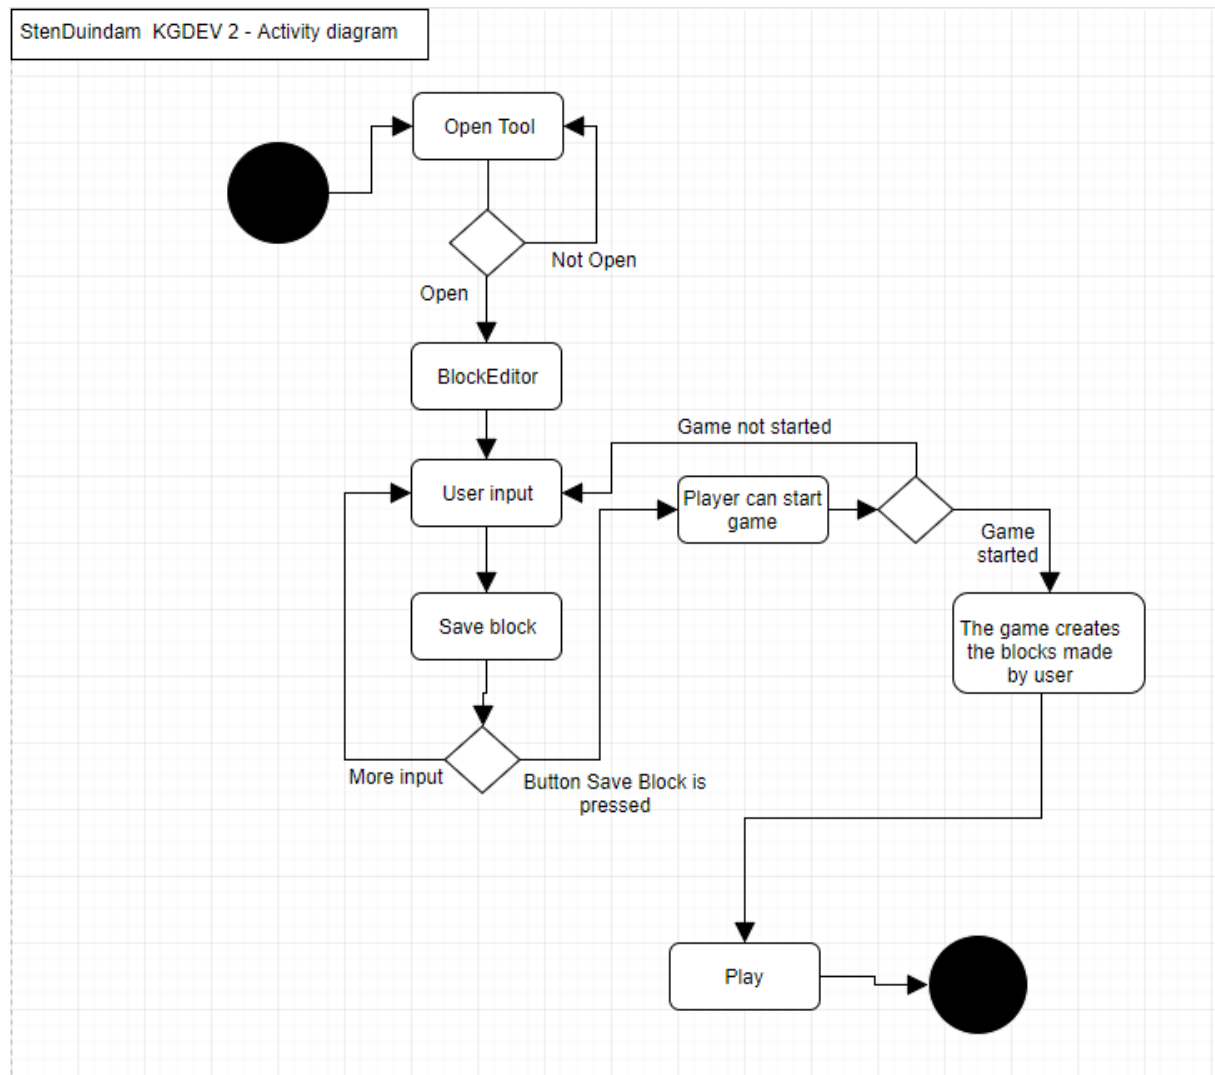 StenDuindam  KGDEV 2 - Activity diagram
Open Tool
Not Open
Open
BlockEditor
Game not started
User input
Player can start
game
Game
started
Save block
The game creates
the blocks made
by user
More input
Button Save Block is
pressed
Play